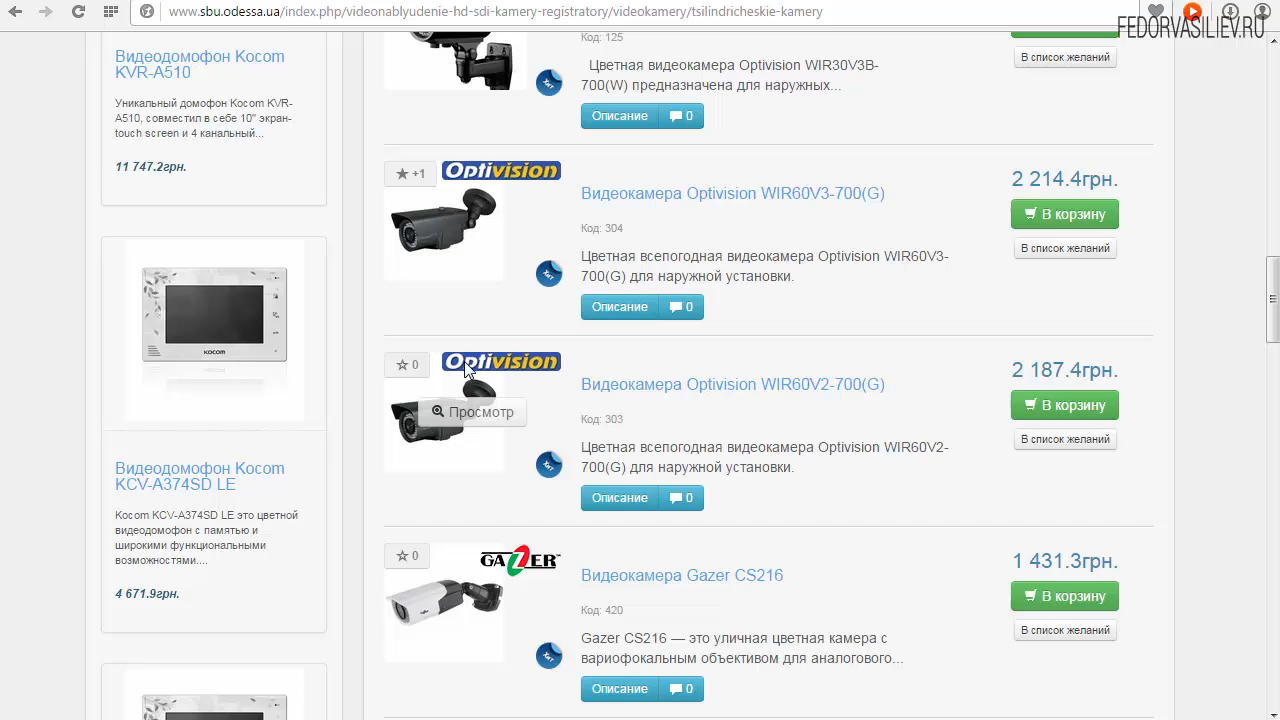 www.sbu.odessa.ua/index.php/videonablyudenie-hd-sdi-kamery-registratory/videokamery/tsilindricheskie-kamery
FEDORVASILIEV.RU
Видеодомофон Kocom
KVR-A510
Уникальный домофон Kocom KVR-
A510, совместил в себе 10" экран-
touch screen и 4 канальный...
11 747.2грн.
KOCOM
Видеодомофон Kocom
KCV-A374SD LE
Kocom KCV-A374SD LE это цветной
видеодомофон с памятью и
широкими функциональными
возможностями....
4 671.9грн.
Код: 125
Цветная видеокамера Optivision WIR30V3B-
700(W) предназначена для наружных...
Хит
Описание 0
В список желаний
+1
Optivision
Видеокамера Optivision WIR60V3-700(G)
Код: 304
Цветная всепогодная видеокамера Optivision WIR60V3-
700(G) для наружной установки.
Хит
Описание 0
2 214.4грн.
В корзину
В список желаний
0
Optivision
Просмотр
Видеокамера Optivision WIR60V2-700(G)
Код: 303
Цветная всепогодная видеокамера Optivision WIR60V2-
700(G) для наружной установки.
Хит
Описание 0
2 187.4грн.
В корзину
В список желаний
0
GAZER
Видеокамера Gazer CS216
Код: 420
Gazer CS216 — это уличная цветная камера с
вариофокальным объективом для аналогового...
Хит
Описание 0
1 431.3грн.
В корзину
В список желаний